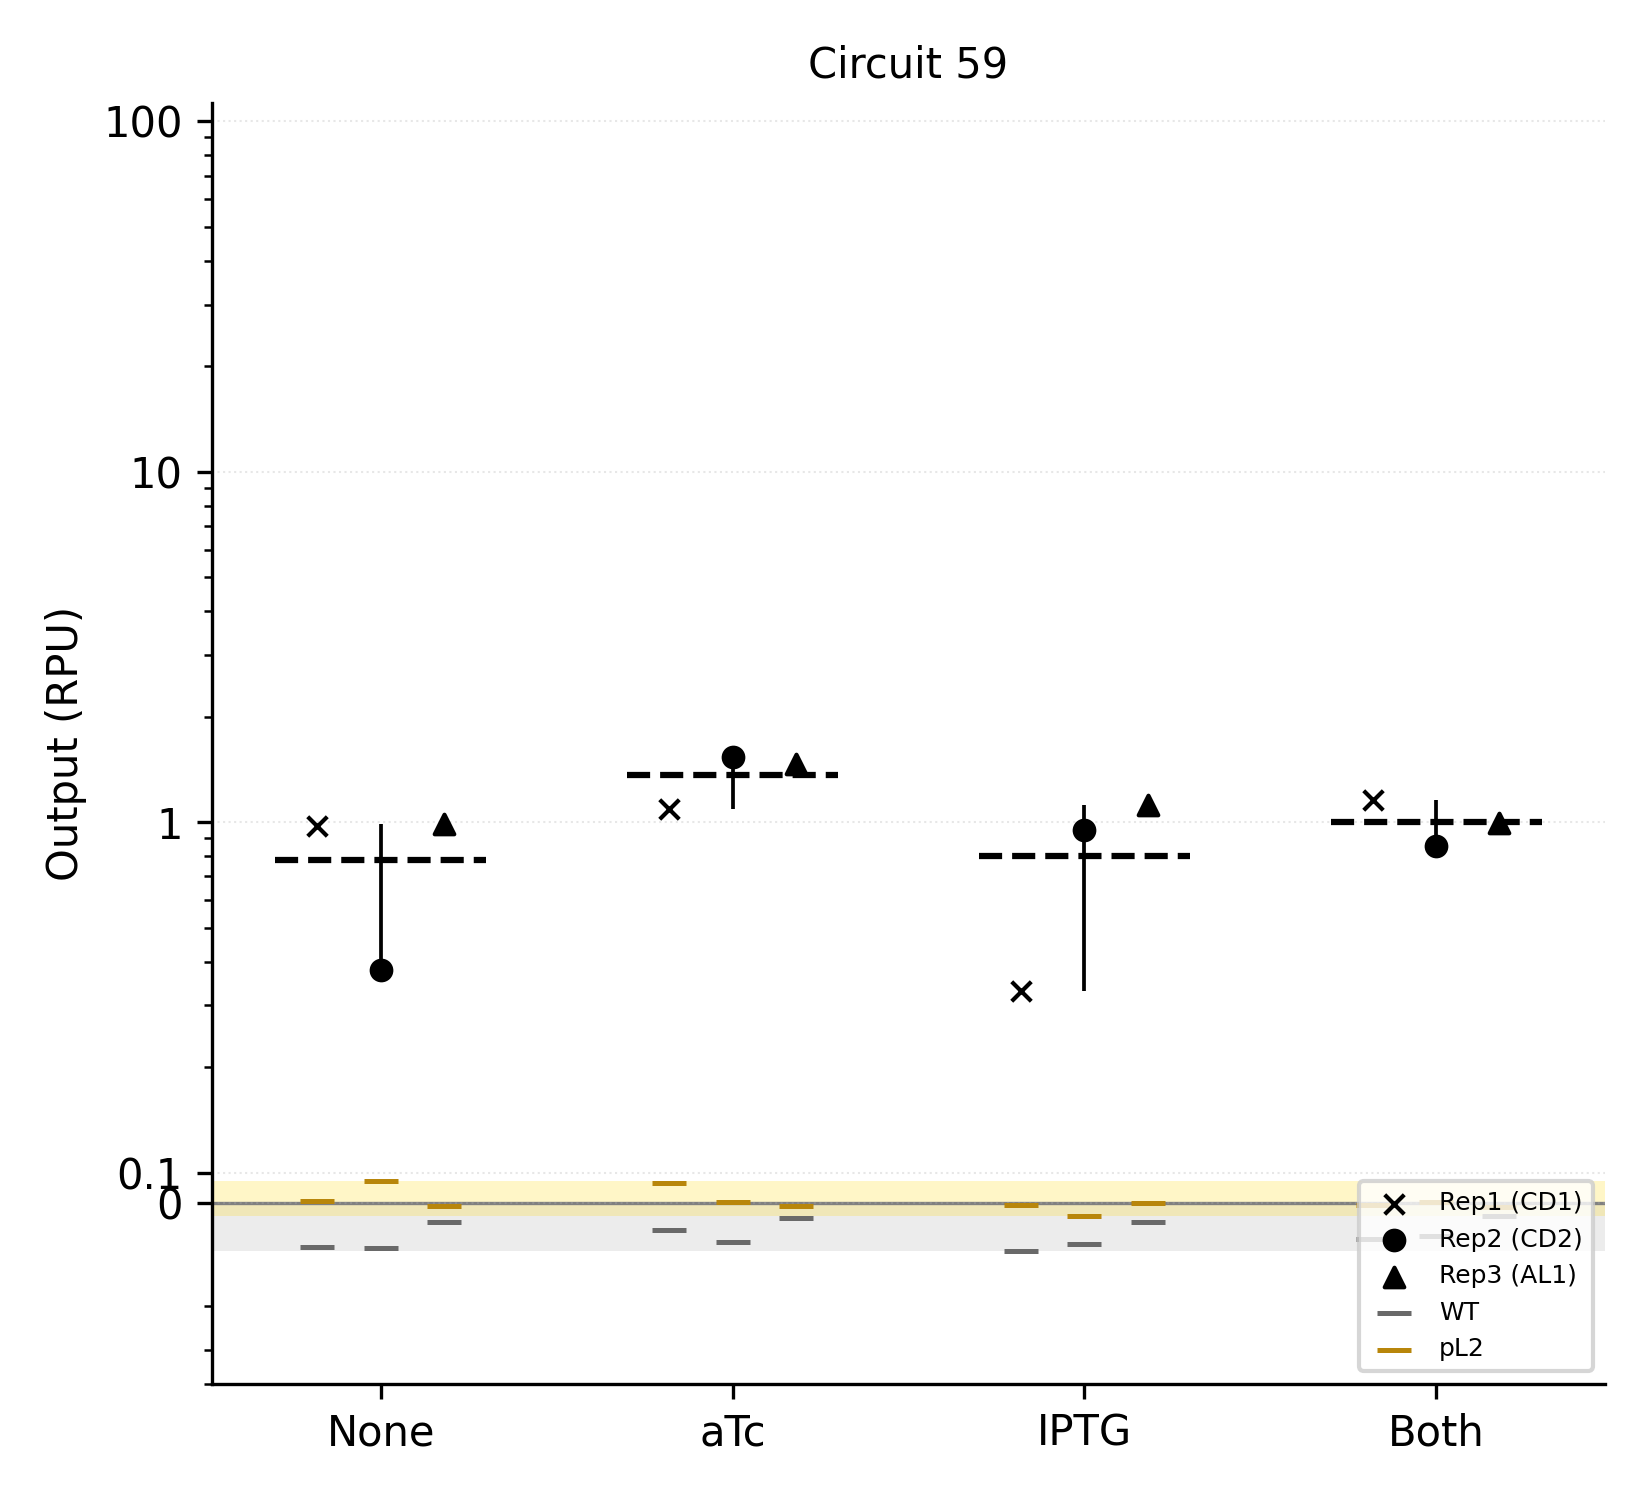 Circuit 59
100
10
1
0.1
0
Output (RPU)
None
aTc
IPTG
Both
Rep1 (CD1)
Rep2 (CD2)
Rep3 (AL1)
WT
pL2